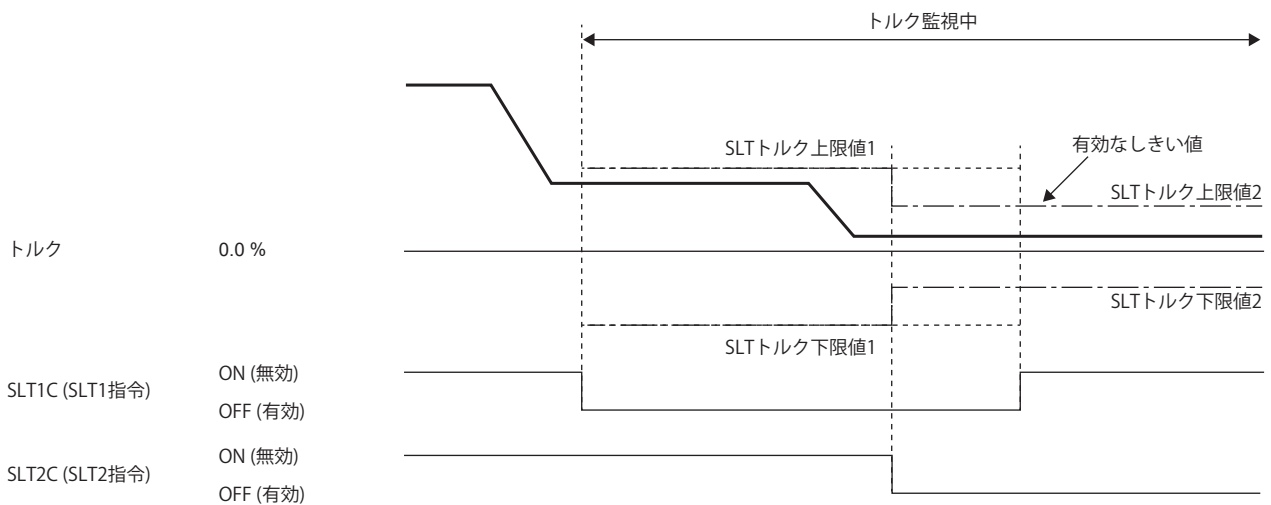 トルク監視中
SLTトルク上限値1
有効なしきい値
SLTトルク上限値2
トルク
0.0 %
SLTトルク下限値2
SLTトルク下限値1
SLT1C (SLT1指令)
ON (無効)
OFF (有効)
SLT2C (SLT2指令)
ON (無効)
OFF (有効)